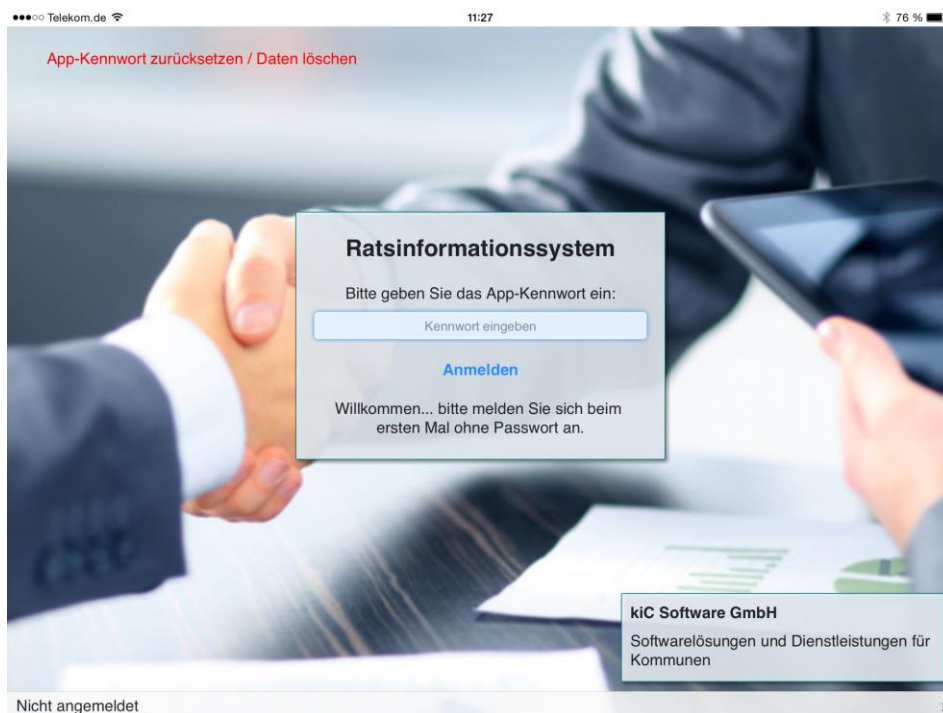 Telekom.de
11:27
76 %
App-Kennwort zurücksetzen / Daten löschen
Ratsinformationssystem
Bitte geben Sie das App-Kennwort ein:
Kennwort eingeben
Anmelden
Willkommen... bitte melden Sie sich beim
ersten Mal ohne Passwort an.
kiC Software GmbH
Softwarelösungen und Dienstleistungen für
Kommunen
Nicht angemeldet